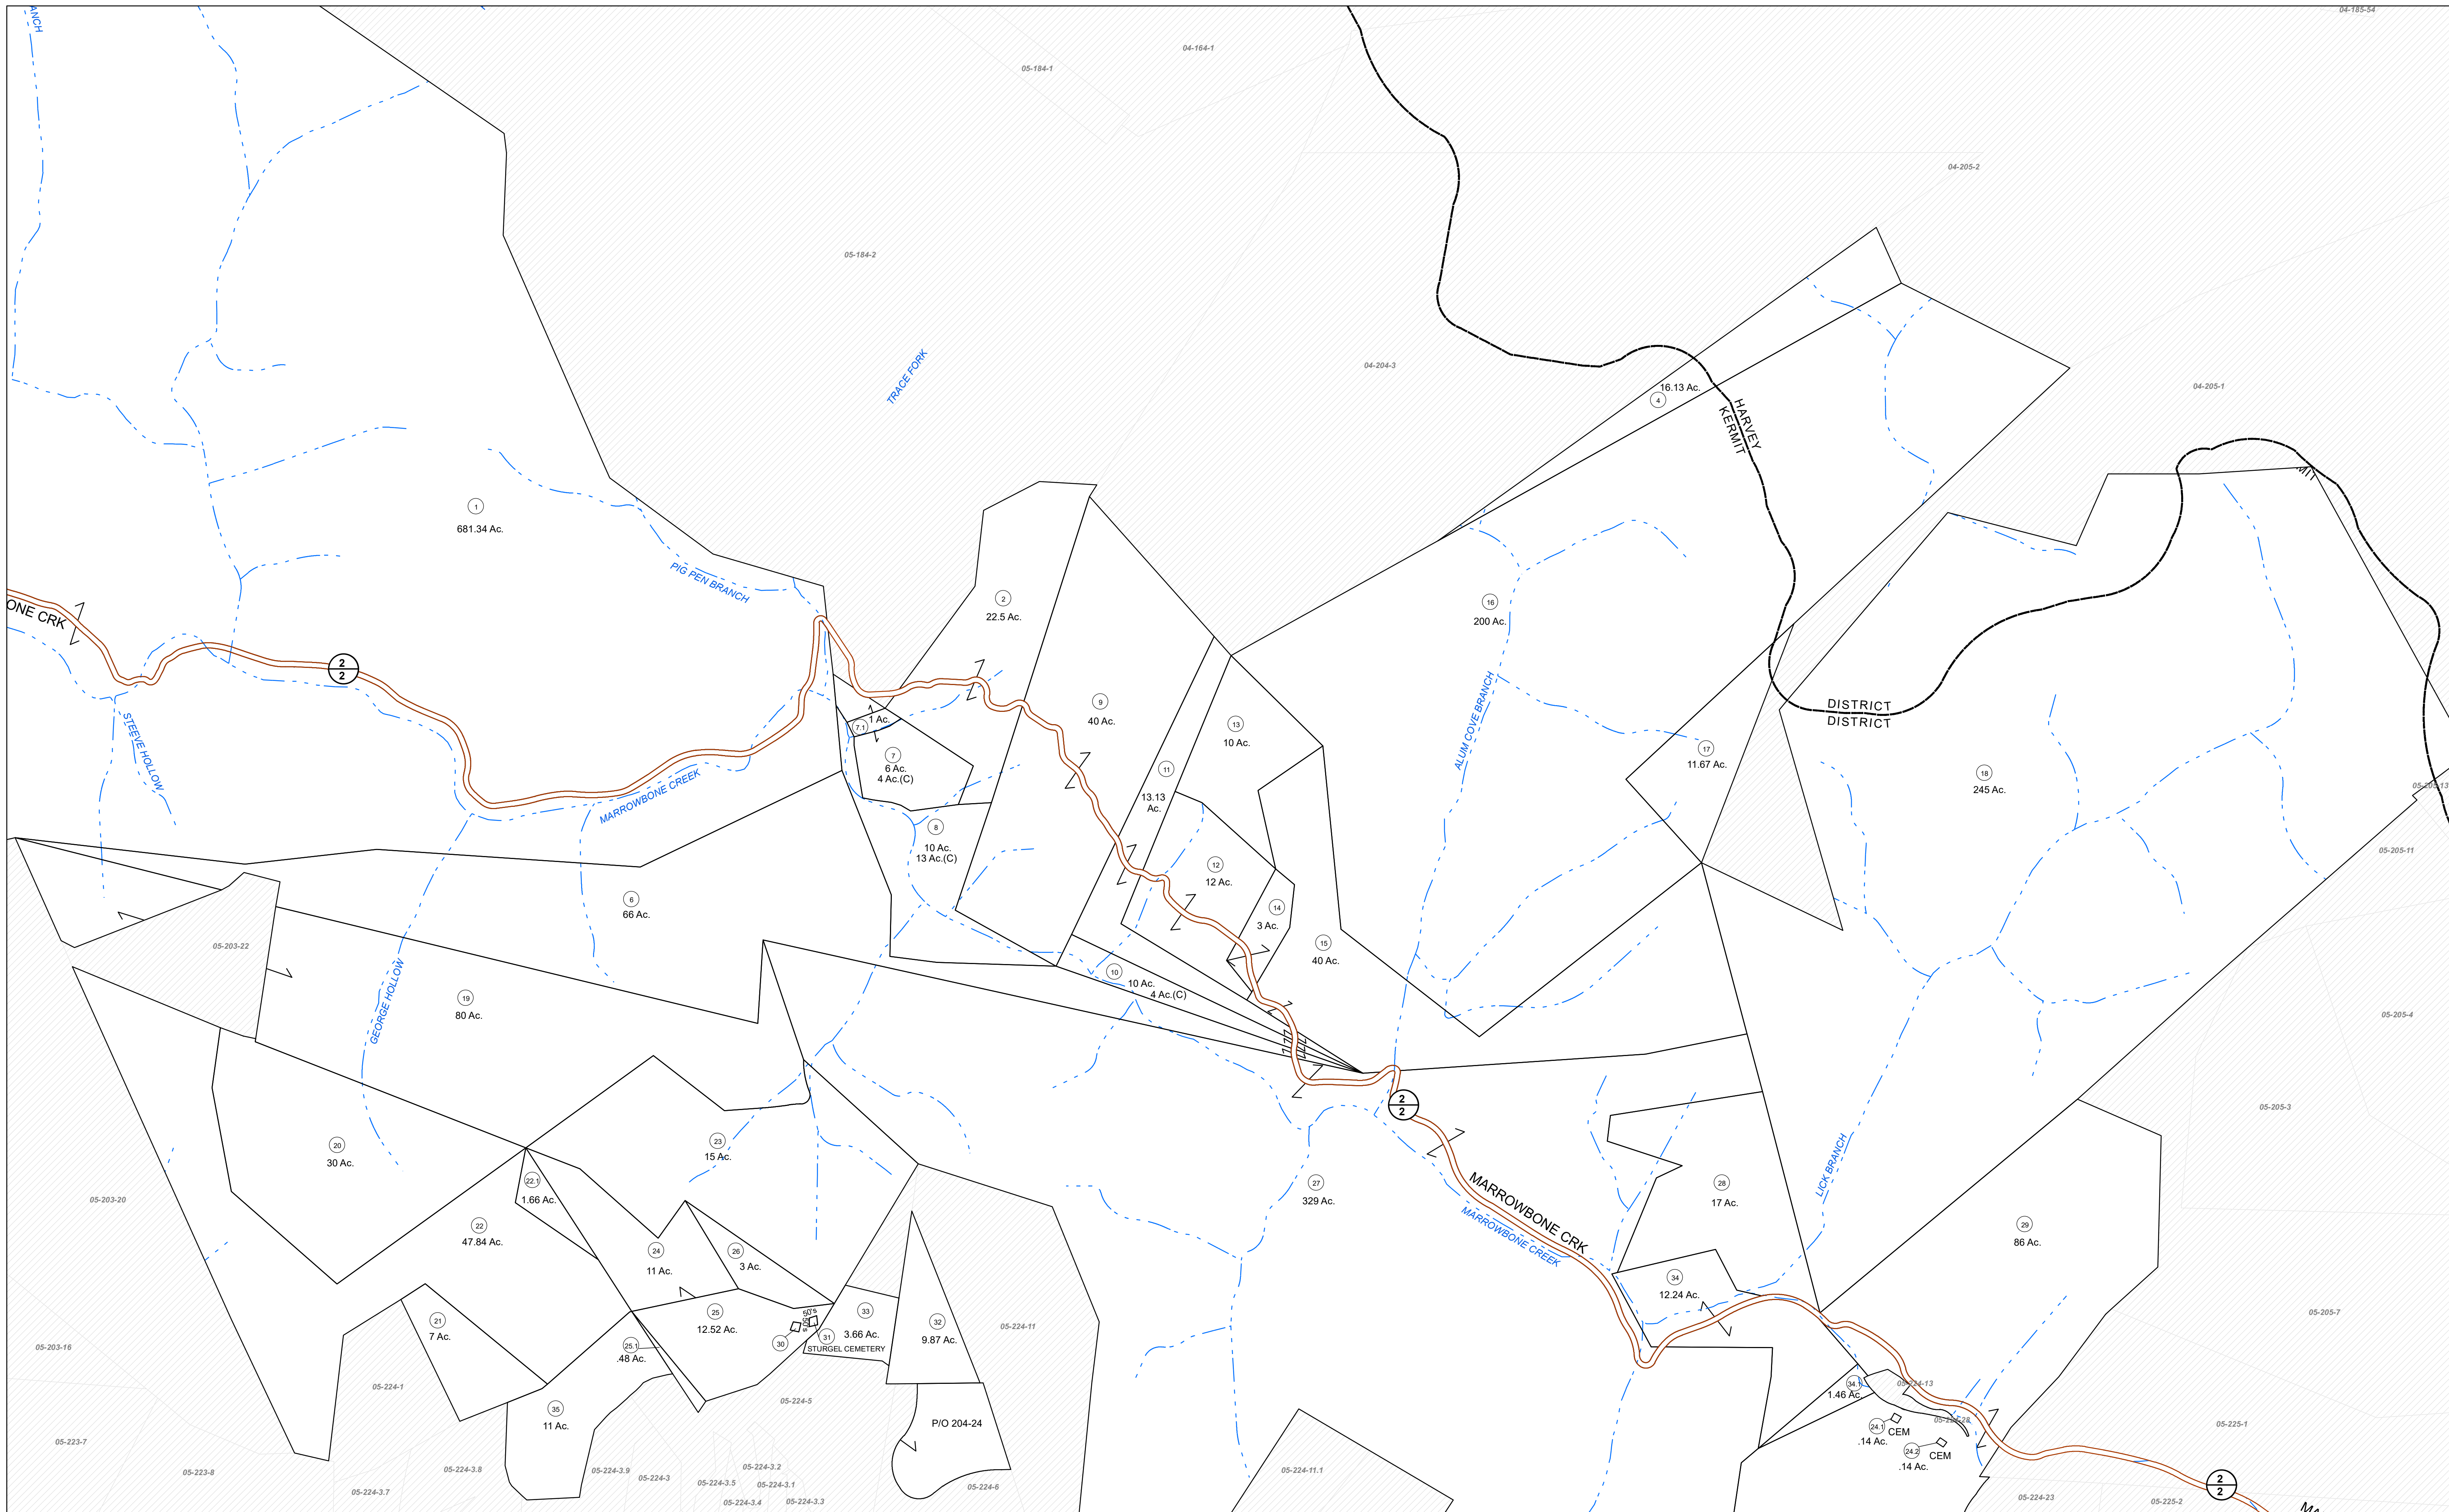 04-185-54
04-164-1
05-184-1
04-205-2
05-184-2
04-204-3
04-205-1
TRACE FORK
16.13 Ac.
4
HARVEY
KERMIT
1
681.34 Ac.
PIG PEN BRANCH
2
22.5 Ac.
16
200 Ac.
ONE CRK
2
2
STEEVE HOLLOW
MARROWBONE CREEK
9
40 Ac.
13
10 Ac.
ALUM COVE BRANCH
DISTRICT
DISTRICT
1 Ac.
7.1
7
6 Ac.
4 Ac.(C)
11
13.13
Ac.
17
11.67 Ac.
18
245 Ac.
05-205-13
8
10 Ac.
13 Ac.(C)
12
12 Ac.
05-205-11
6
66 Ac.
14
3 Ac.
15
40 Ac.
05-203-22
10
10 Ac.
4 Ac.(C)
19
80 Ac.
GEORGE HOLLOW
05-205-4
2
2
05-205-3
20
30 Ac.
23
15 Ac.
22.1
1.66 Ac.
27
329 Ac.
MARROWBONE CRK
MARROWBONE CREEK
28
17 Ac.
LICK BRANCH
05-203-20
22
47.84 Ac.
24
11 Ac.
26
3 Ac.
29
86 Ac.
34
12.24 Ac.
21
7 Ac.
25
12.52 Ac.
50's
50's
30
31
33
3.66 Ac.
STURGEL CEMETERY
32
9.87 Ac.
05-224-11
05-205-7
05-203-16
25.1
.48 Ac.
05-224-1
05-224-5
34.1
1.46 Ac.
05-224-13
35
11 Ac.
P/O 204-24
24.1
CEM
.14 Ac.
05-225-1
24.2
CEM
.14 Ac.
05-223-7
05-223-8
05-224-3.8
05-224-3.9
05-224-3
05-224-3.2
05-224-3.5
05-224-3.1
05-224-11.1
05-224-3.7
05-224-3.4
05-224-3.3
05-224-6
05-224-23
05-225-2
2
2